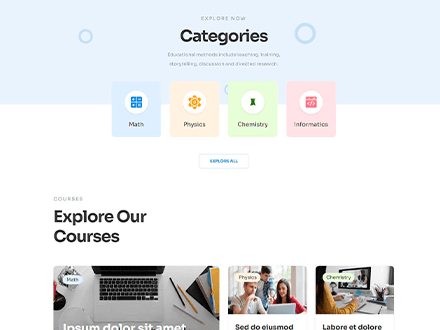 EXPLORE NOW
Categories
Educational methods include teaching, training,
story telling, discussion and directed research.
Math
Physics
Chemistry
Informatics
EXPLORE ALL
COURSES
Explore Our
Courses
Math
Physics
Chemistry
Ipsum dolor sit amet
Sed do eiusmod
Labore et dolore